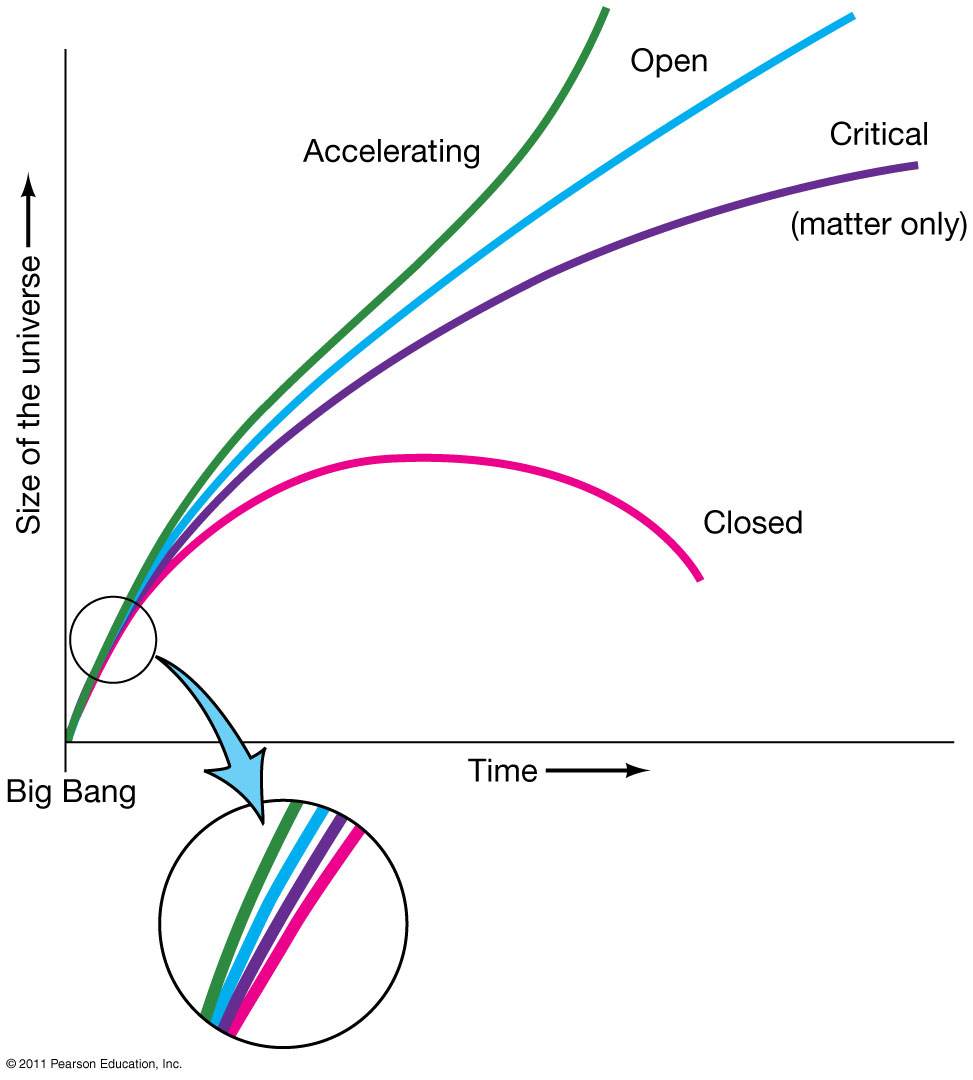 Open
Critical
Accelerating
(matter only)
Size of the universe
Closed
Time
Big Bang
© 2011 Pearson Education, Inc.